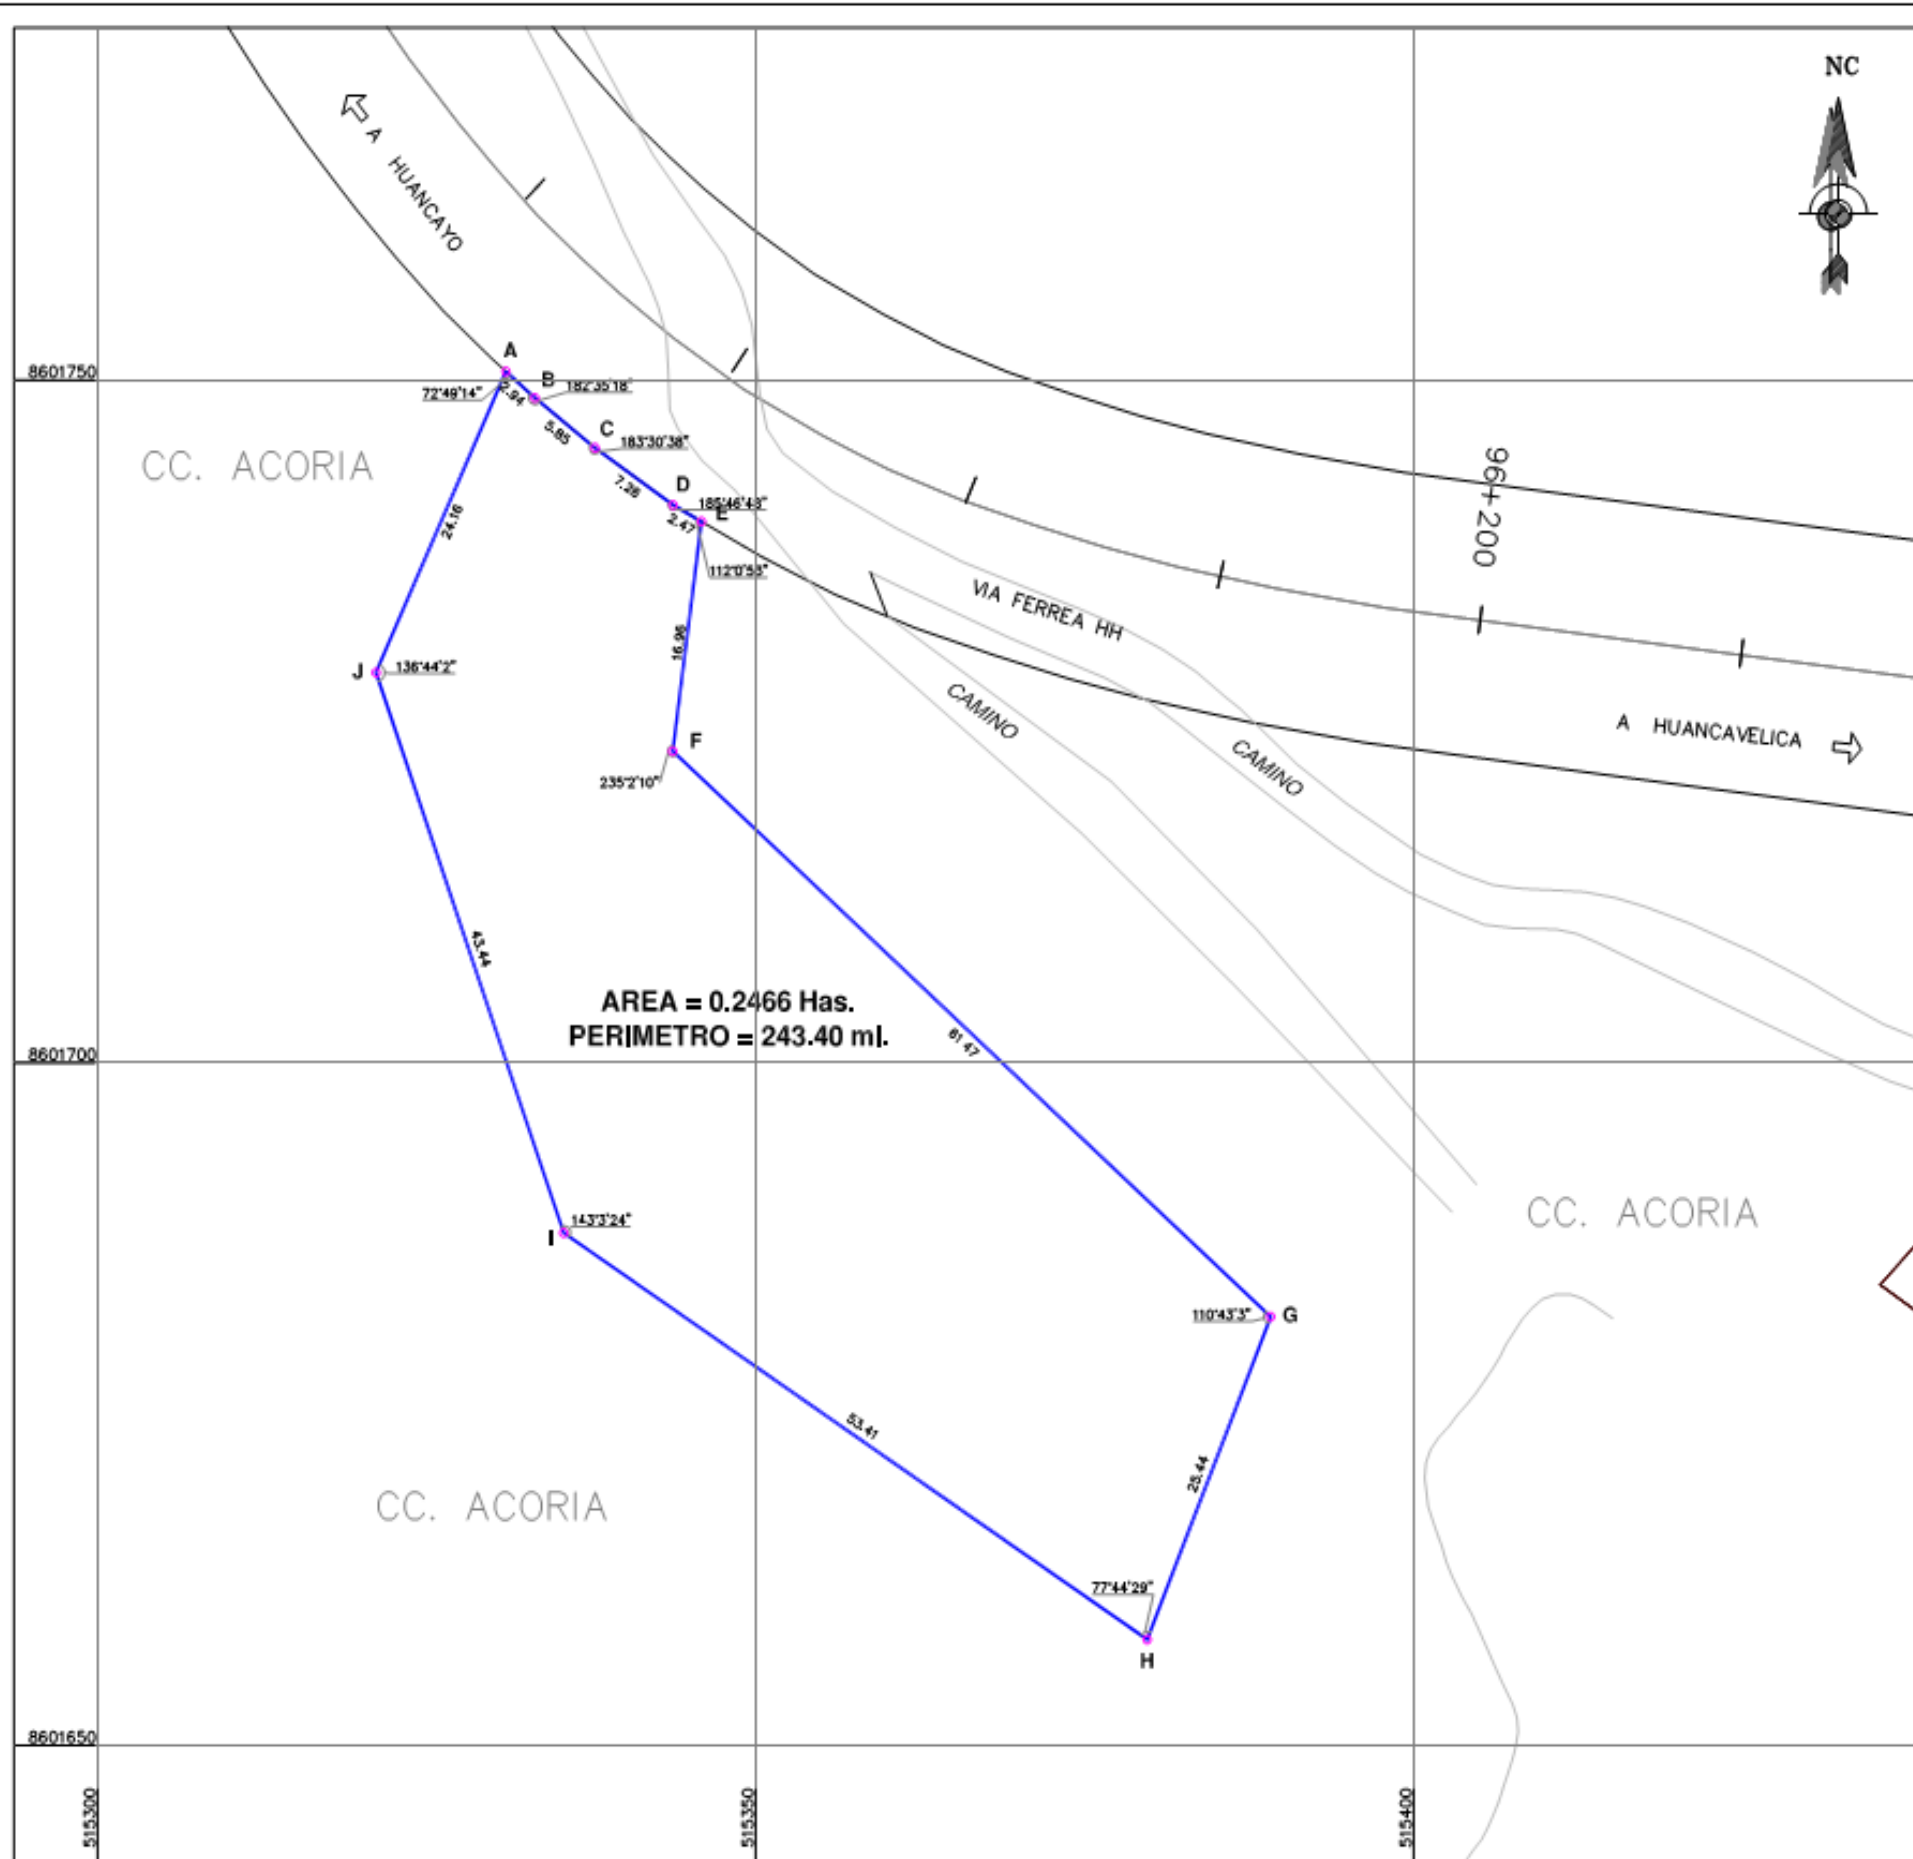 NC
A HUANCAYO
8601750
A
B
2.94
72°49'14"
182°35'18"
5.85
C
183°30'38"
CC. ACORIA
7.26
D
185°46'48"
E
2.47
96+200
24.16
112°0'58"
VIA FERREA HH
16.96
J
136°44'2"
CAMINO
A HUANCAVELICA
F
235°2'10"
CAMINO
43.44
AREA = 0.2466 Has.
PERIMETRO = 243.40 ml.
61.47
8601700
143°3'24"
I
CC. ACORIA
110°43'3"
G
53.41
25.44
CC. ACORIA
77°44'29"
H
8601650
515300
515350
515400